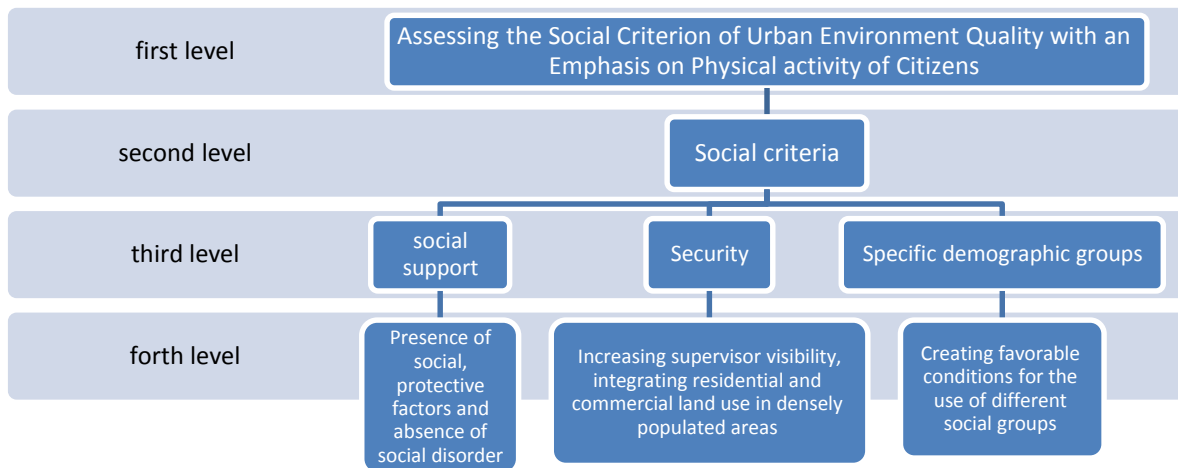 first level
Assessing the Social Criterion of Urban Environment Quality with an
Emphasis on Physical activity of Citizens
second level
Social criteria
third level
social
support
Security
Specific demographic groups
forth level
Presence of
social,
protective
factors and
absence of
social disorder
Increasing supervisor visibility,
integrating residential and
commercial land use in densely
populated areas
Creating favorable
conditions for the
use of different
social groups